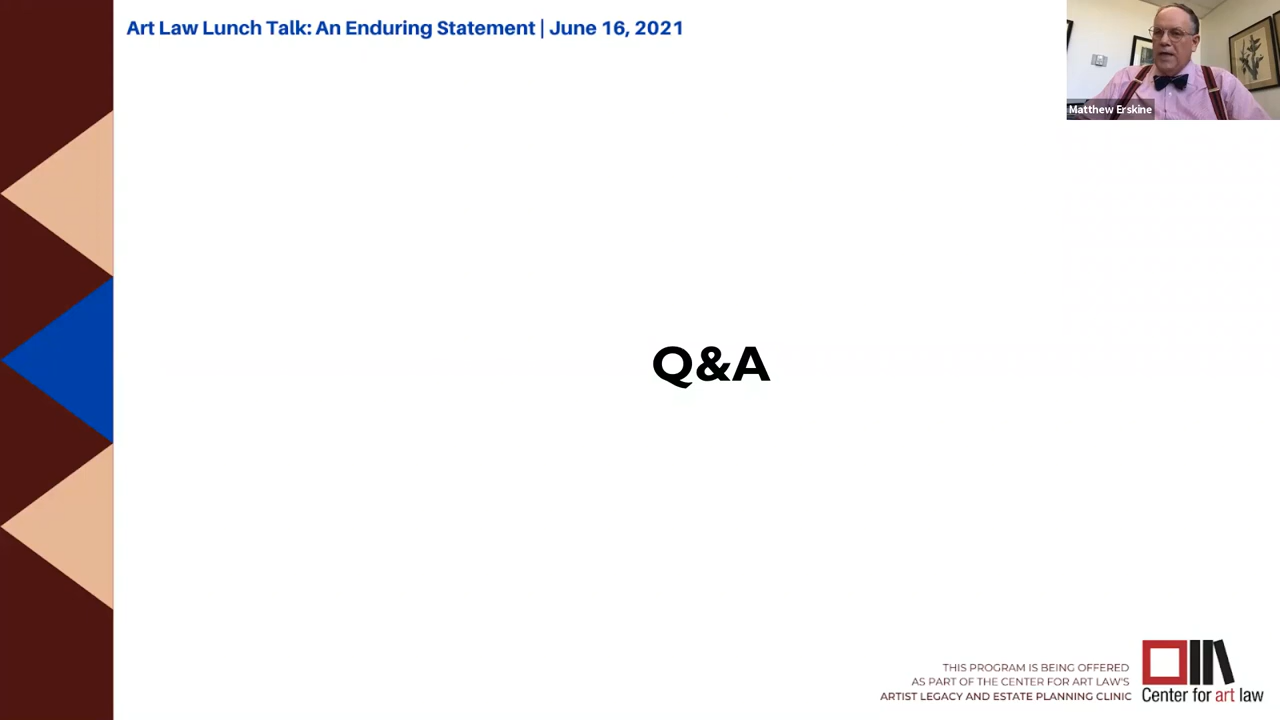 Art Law Lunch Talk: An Enduring Statement | June 16, 2021
Matthew Erskine
Q&A
THIS PROGRAM IS BEING OFFERED
AS PART OF THE CENTER FOR ART LAW'S
ARTIST LEGACY AND ESTATE PLANNING CLINIC
Center for art law